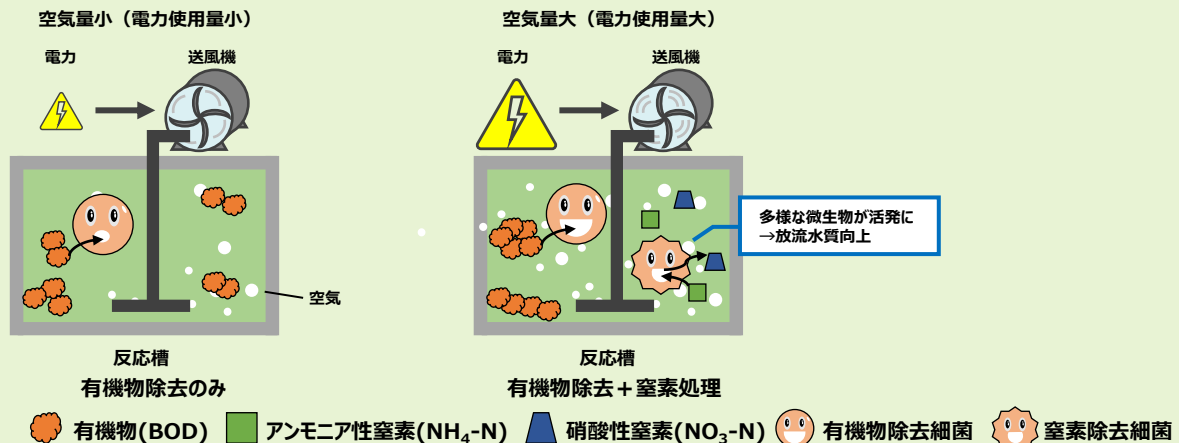 空気量小（電力使用量小）
電力
送風機
空気
反応槽
有機物除去のみ
空気量大（電力使用量大）
電力
送風機
多様な微生物が活発に
→放流水質向上
反応槽
有機物除去＋窒素処理
有機物(BOD)
アンモニア性窒素(NH₄-N)
硝酸性窒素(NO₃-N)
有機物除去細菌
窒素除去細菌